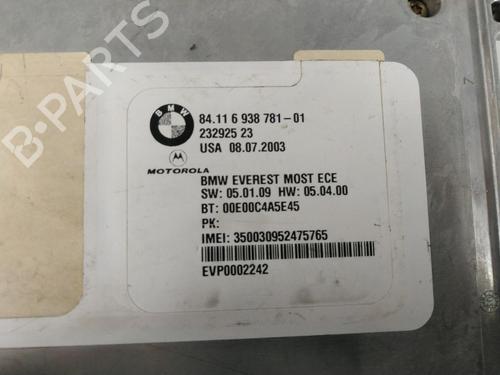 B-PARTS
BMW
84.11 6 938 781-01
232925 23
USA 08.07.2003
MOTOROLA
BMW EVEREST MOST ECE
SW: 05.01.09 HW: 05.04.00
BT: 00E00C4A5E45
PK:
IMEI: 350030952475765
EVP0002242